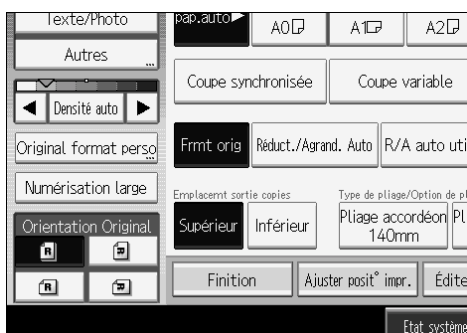 Texte/Photo
pap.auto▶
A0
A1
A2
Autres ...
Coupe synchronisée
Coupe variable
◀ Densité auto ▶
Original format perso...
Frmt orig
Réduct./Agrand. Auto
R/A auto uti
Numérisation large
Emplacemt sortie copies
Type de pliage/Option de pl
Orientation Original
Supérieur
Inférieur
Pliage accordéon
140mm
Pl
R
R
R
R
Finition
Ajuster posit° impr.
Édite
Etat système